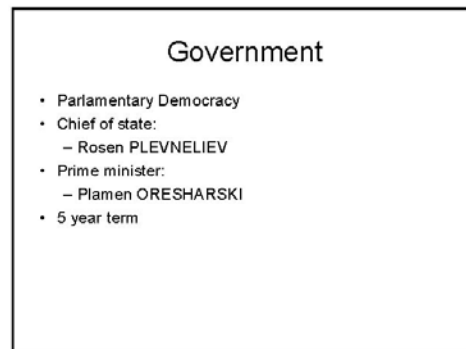 Government
• Parlamentary Democracy
• Chief of state:
– Rosen PLEVNELIEV
• Prime minister:
– Plamen ORESHARSKI
• 5 year term